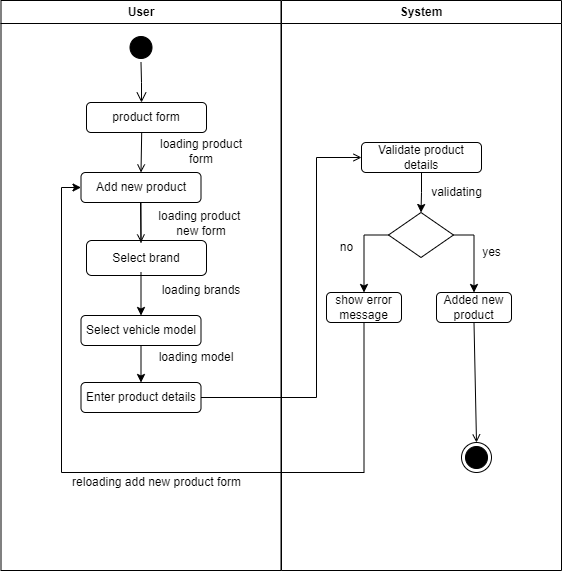 User
System
product form
loading product
form
Validate product
details
Add new product
validating
loading product
new form
no
yes
Select brand
loading brands
show error
message
Added new
product
Select vehicle model
loading model
Enter product details
reloading add new product form